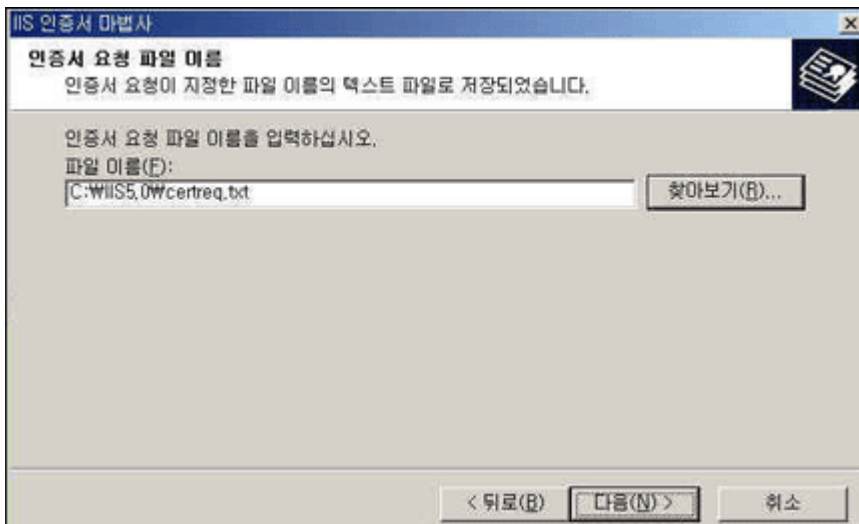 IIS 인증서 마법사
인증서 요청 파일 이름
인증서 요청이 지정한 파일 이름의 텍스트 파일로 저장되었습니다.
인증서 요청 파일 이름을 입력하십시오.
파일 이름(F):
C:₩IIS5.0₩certreq.txt
찾아보기(R)...
< 뒤로(B)
다음(N) >
취소